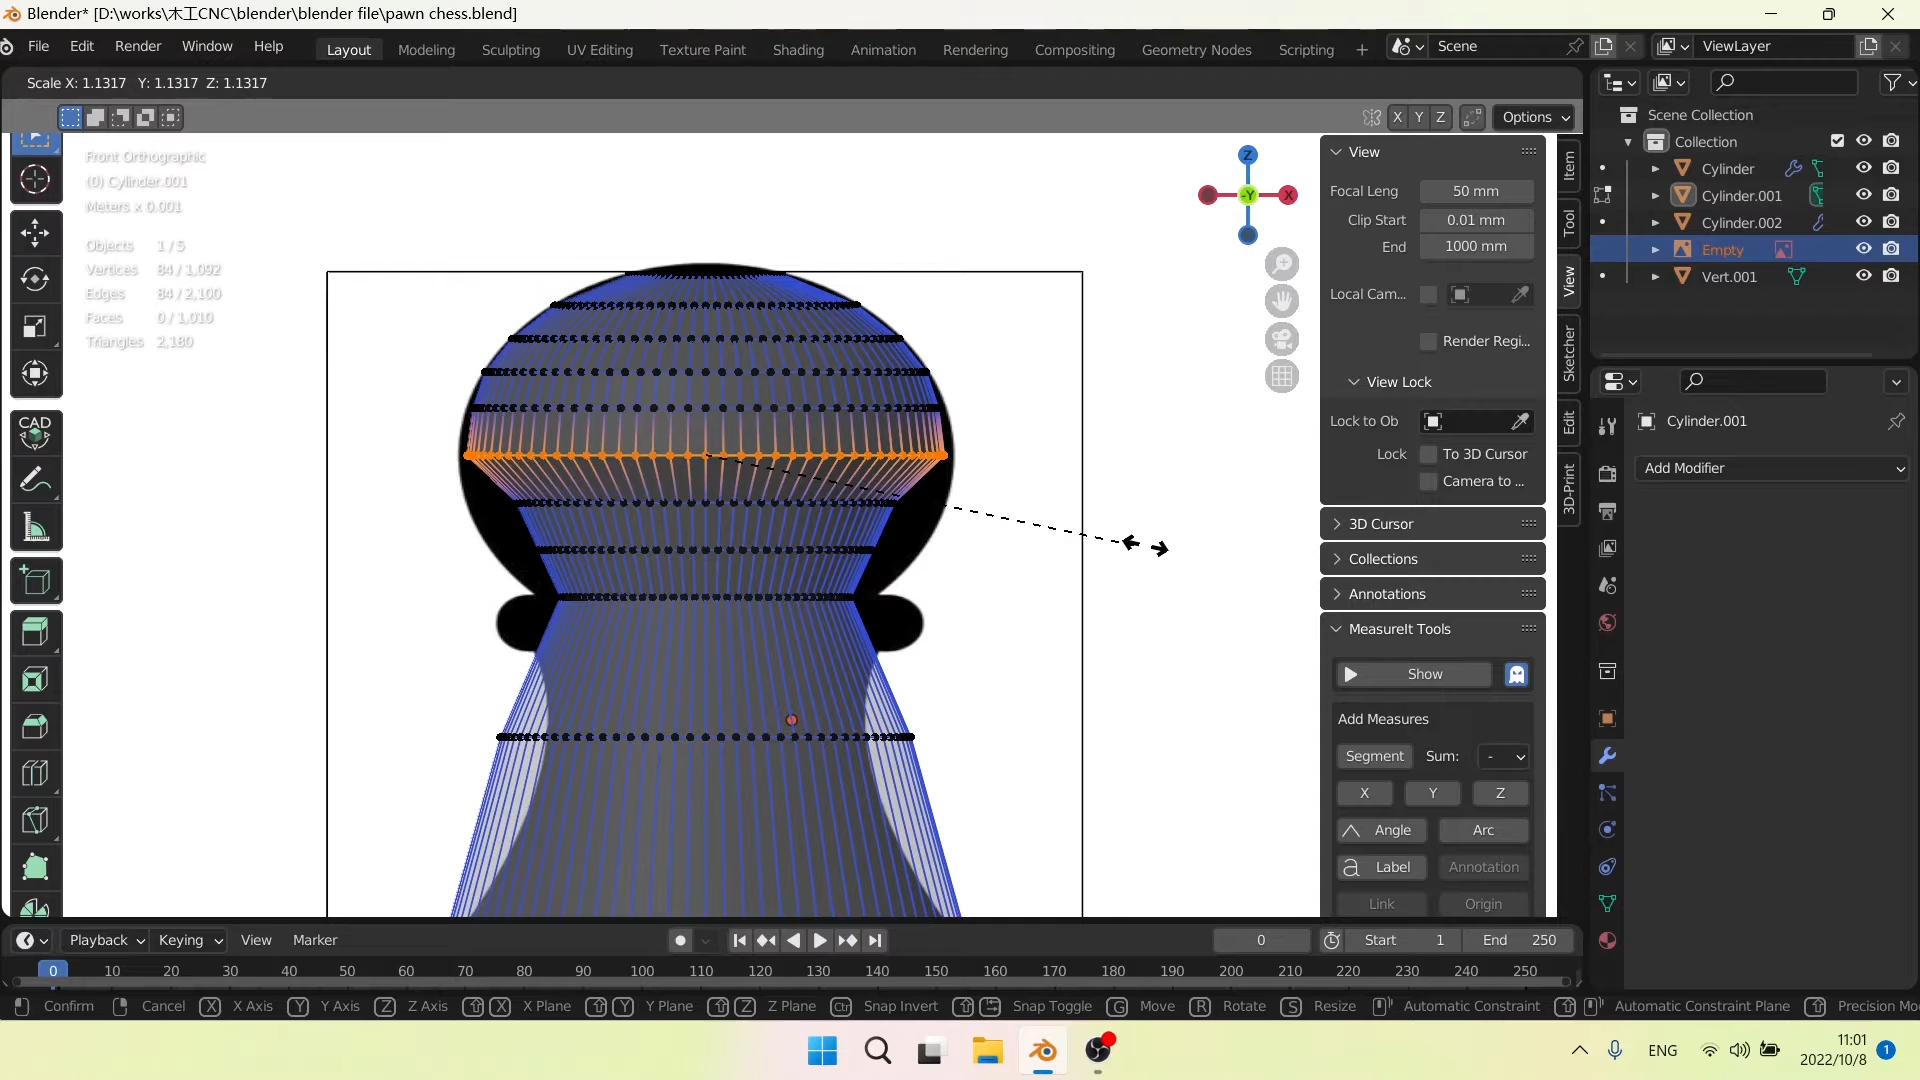 Blender* [D:\works\木工CNC\blender\blender file\pawn chess.blend]
File Edit Render Window Help Layout Modeling Sculpting UV Editing Texture Paint Shading Animation Rendering Compositing Geometry Nodes Scripting + Scene ViewLayer
Scale X: 1.1317 Y: 1.1317 Z: 1.1317
X Y Z Options
Front Orthographic
(0) Cylinder.001
Meters x 0.001
Objects 1 / 5
Vertices 84 / 1,092
Edges 84 / 2,100
Faces 0 / 1,010
Triangles 2,180
CAD
Z
X
-Y
View
Focal Leng 50 mm
Clip Start 0.01 mm
End 1000 mm
Local Cam...
Render Regi...
View Lock
Lock to Ob
Lock To 3D Cursor
Camera to ...
3D Cursor
Collections
Annotations
MeasureIt Tools
Show
Add Measures
Segment Sum: -
X Y Z
Angle Arc
a Label Annotation
Link Origin
Item
Tool
View
Sketcher
Edit
3D-Print
Scene Collection
Collection
Cylinder
Cylinder.001
Cylinder.002
Empty
Vert.001
Cylinder.001
Add Modifier
Playback Keying View Marker 0 Start 1 End 250
0 10 20 30 40 50 60 70 80 90 100 110 120 130 140 150 160 170 180 190 200 210 220 230 240 250
Confirm Cancel X X Axis Y Y Axis Z Z Axis X X Plane Y Y Plane Z Z Plane Ctrl Snap Invert Snap Toggle G Move R Rotate S Resize Automatic Constraint Automatic Constraint Plane Precision Mo
ENG
11:01
2022/10/8
1